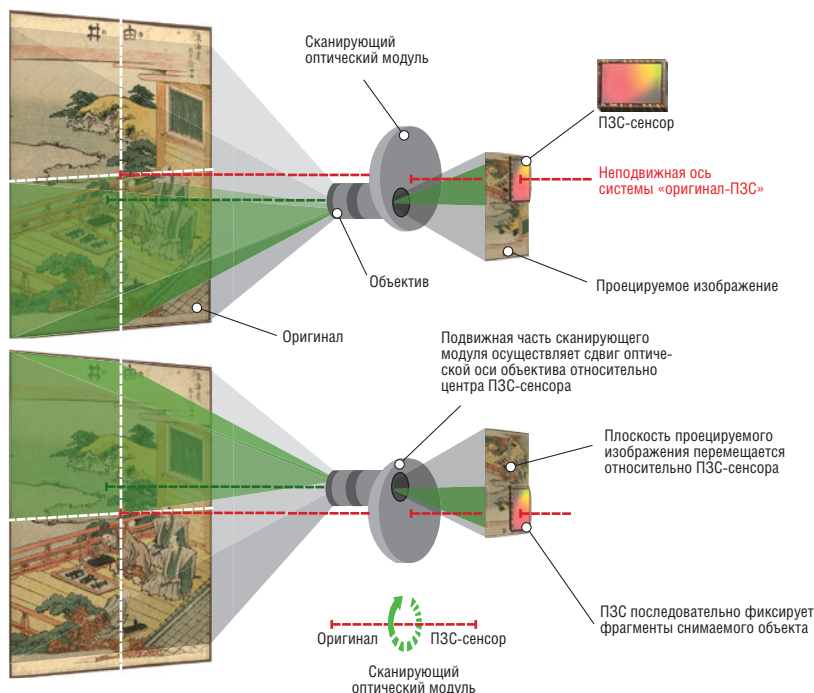 Сканирующий
оптический модуль
ПЗС-сенсор
Неподвижная ось
системы «оригинал-ПЗС»
Объектив
Проецируемое изображение
Оригинал
Подвижная часть сканирующего
модуля осуществляет сдвиг оптиче-
ской оси объектива относительно
центра ПЗС-сенсора
Плоскость проецируемого
изображения перемещается
относительно ПЗС-сенсора
ПЗС последовательно фиксирует
фрагменты снимаемого объекта
Оригинал ПЗС-сенсор
Сканирующий
оптический модуль